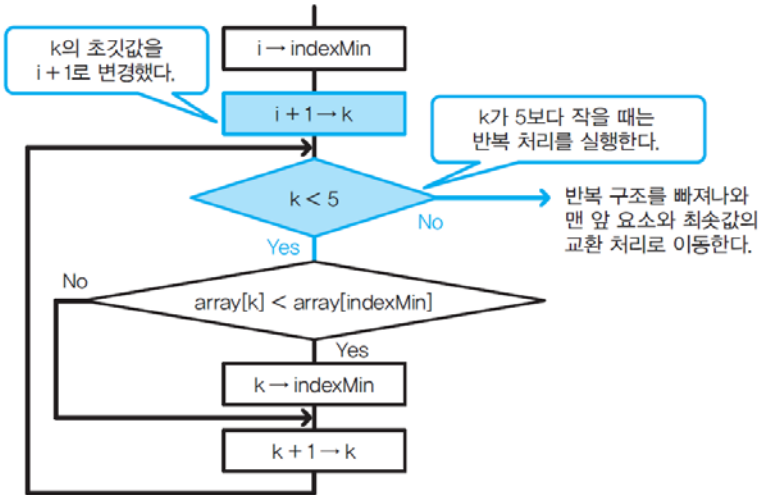 k의 초깃값을
i + 1로 변경했다.
i → indexMin
i + 1 → k
k가 5보다 작을 때는
반복 처리를 실행한다.
k < 5
No
반복 구조를 빠져나와
맨 앞 요소와 최솟값의
교환 처리로 이동한다.
Yes
No
array[k] < array[indexMin]
Yes
k → indexMin
k + 1 → k